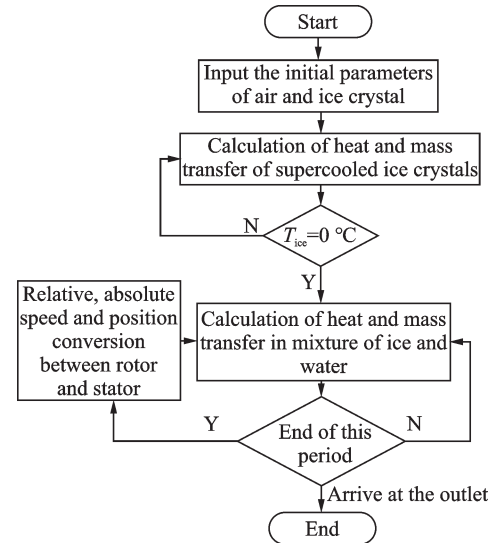 Start
Input the initial parameters
of air and ice crystal
Calculation of heat and mass
transfer of supercooled ice crystals
N
T_ice=0 °C
Y
Relative, absolute
speed and position
conversion
between rotor
and stator
Calculation of heat and mass
transfer in mixture of ice and
water
Y
End of this
period
N
Arrive at the outlet
End